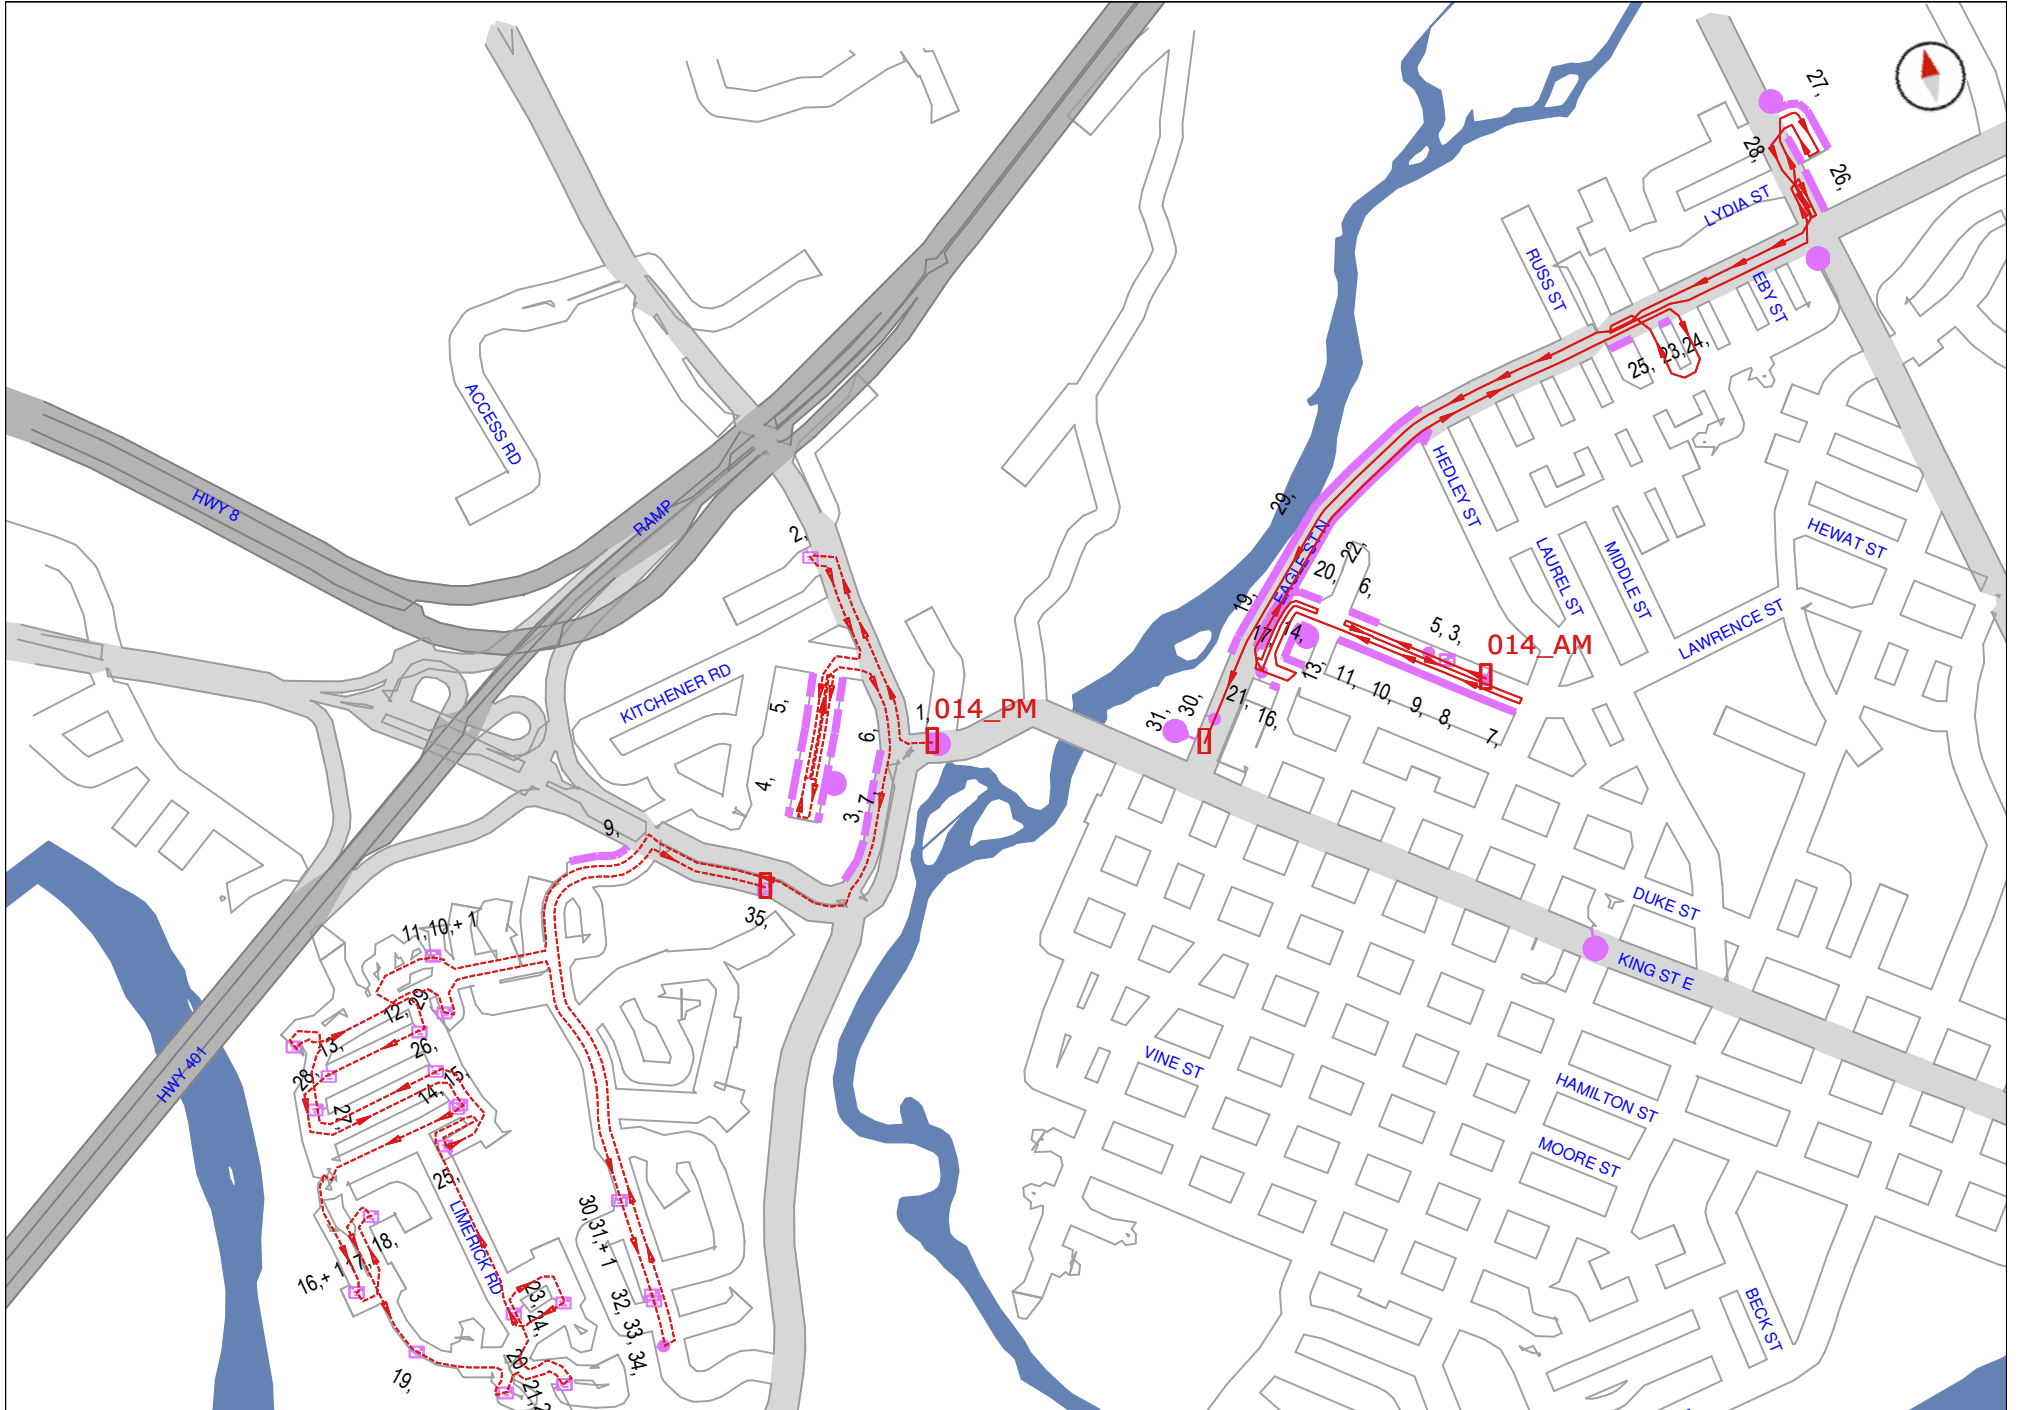 27,
28,
26,
LYDIA ST
RUSS ST
EBY ST
25,
23,24,
ACCESS RD
HEDLEY ST
HWY 8
RAMP
29,
EAGLE ST N
22,
20,
6,
19,
17,
14,
13,
5, 3,
014_AM
11,
10,
9,
8,
7,
21,
16,
31,
30,
LAUREL ST
MIDDLE ST
HEWAT ST
LAWRENCE ST
2,
KITCHENER RD
5,
4,
6,
1,
014_PM
3,
7,
9,
35,
DUKE ST
KING ST E
11,10,+ 1
12,
29,
13,
26,
28,
27,
14,
15,
HWY 401
25,
LIMERICK RD
18,
16,+ 1
17,
23,
24,
19,
20,
30,31,+ 1
32,
33,
34,
VINE ST
HAMILTON ST
MOORE ST
BECK ST